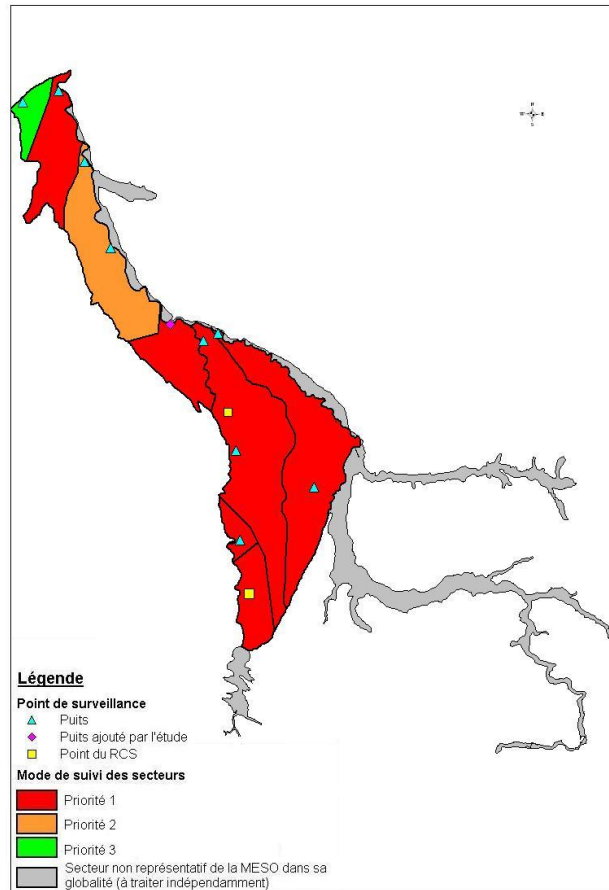 N
W E
S
Légende
Point de surveillance
Puits
Puits ajouté par l'étude
Point du RCS
Mode de suivi des secteurs
Priorité 1
Priorité 2
Priorité 3
Secteur non représentatif de la MESO dans sa
globalité (à traiter indépendamment)